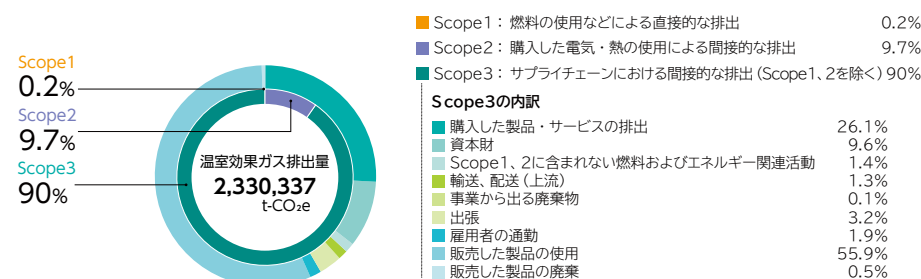 Scope1
0.2%
Scope2
9.7%
Scope3
90%
温室効果ガス排出量
2,330,337
t-CO₂e
Scope1： 燃料の使用などによる直接的な排出 0.2%
Scope2： 購入した電気・熱の使用による間接的な排出 9.7%
Scope3： サプライチェーンにおける間接的な排出（Scope1、2を除く） 90%
Scope3の内訳
購入した製品・サービスの排出 26.1%
資本財 9.6%
Scope1、2に含まれない燃料およびエネルギー関連活動 1.4%
輸送、配送（上流） 1.3%
事業から出る廃棄物 0.1%
出張 3.2%
雇用者の通勤 1.9%
販売した製品の使用 55.9%
販売した製品の廃棄 0.5%